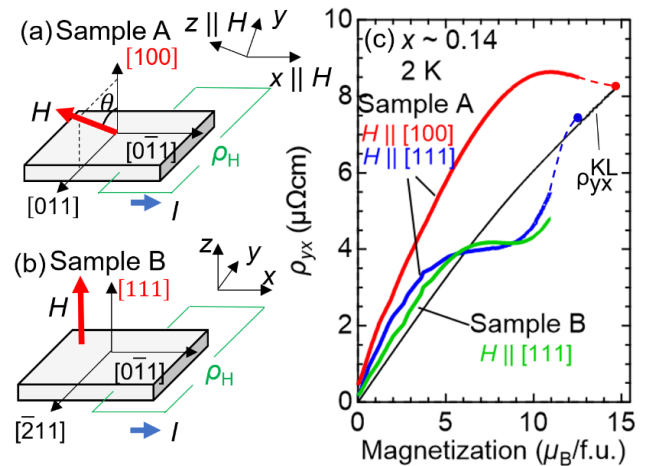 (a) Sample A
[100]
z || H
y
x || H
H
θ
[01̅1]
ρH
[011]
I
(b) Sample B
z
y
x
[111]
H
[01̅1]
ρH
[2̅11]
I
(c) x ~ 0.14
2 K
Sample A
H || [100]
H || [111]
ρyxKL
Sample B
H || [111]
ρyx (μΩcm)
10
8
6
4
2
0
0 5 10 15
Magnetization (μB/f.u.)